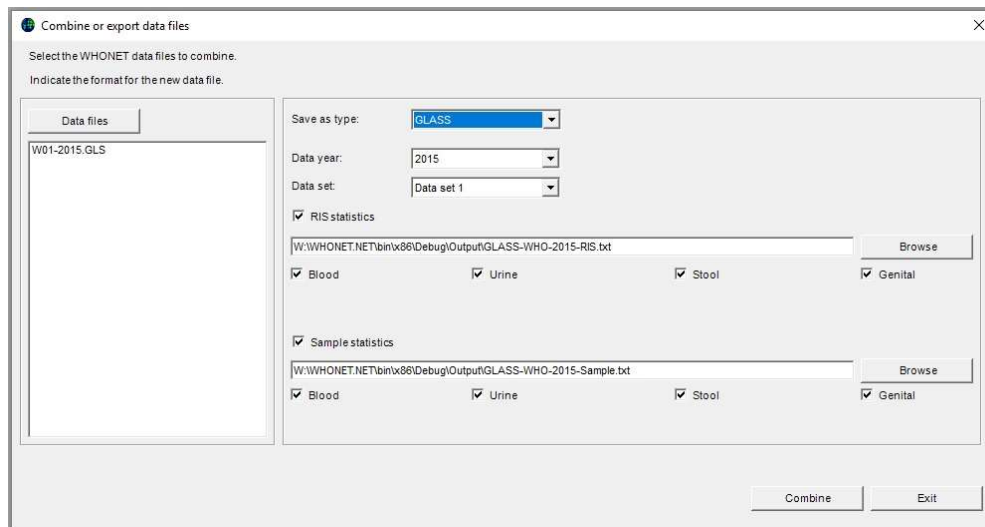 Combine or export data files
Select the WHONET data files to combine.
Indicate the format for the new data file.
Data files
W01-2015.GLS
Save as type: GLASS
Data year: 2015
Data set: Data set 1
RIS statistics
W:\WHONET.NET\bin\x86\Debug\Output\GLASS-WHO-2015-RIS.txt Browse
Blood Urine Stool Genital
Sample statistics
W:\WHONET.NET\bin\x86\Debug\Output\GLASS-WHO-2015-Sample.txt Browse
Blood Urine Stool Genital
Combine Exit